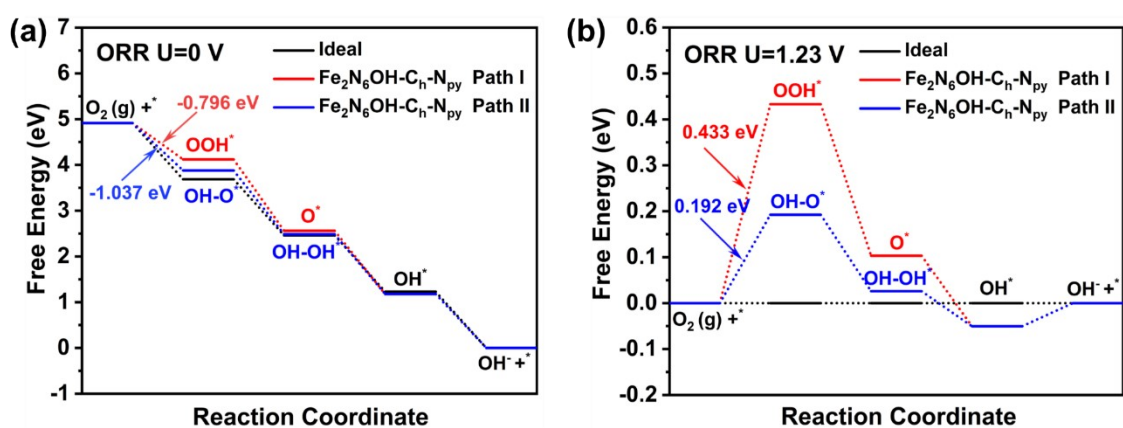 (a)
ORR U=0 V
Ideal
Fe₂N₆OH-Cₕ-Nₚᵧ Path I
Fe₂N₆OH-Cₕ-Nₚᵧ Path II
7
6
5
4
3
2
1
0
-1
Free Energy (eV)
O₂ (g) +*
-0.796 eV
OOH*
-1.037 eV
OH-O*
O*
OH-OH*
OH*
OH⁻ +*
Reaction Coordinate
(b)
ORR U=1.23 V
Ideal
Fe₂N₆OH-Cₕ-Nₚᵧ Path I
Fe₂N₆OH-Cₕ-Nₚᵧ Path II
0.6
0.5
0.4
0.3
0.2
0.1
0.0
-0.1
-0.2
Free Energy (eV)
OOH*
0.433 eV
OH-O*
0.192 eV
O*
OH-OH*
OH*
OH⁻ +*
O₂ (g) +*
Reaction Coordinate